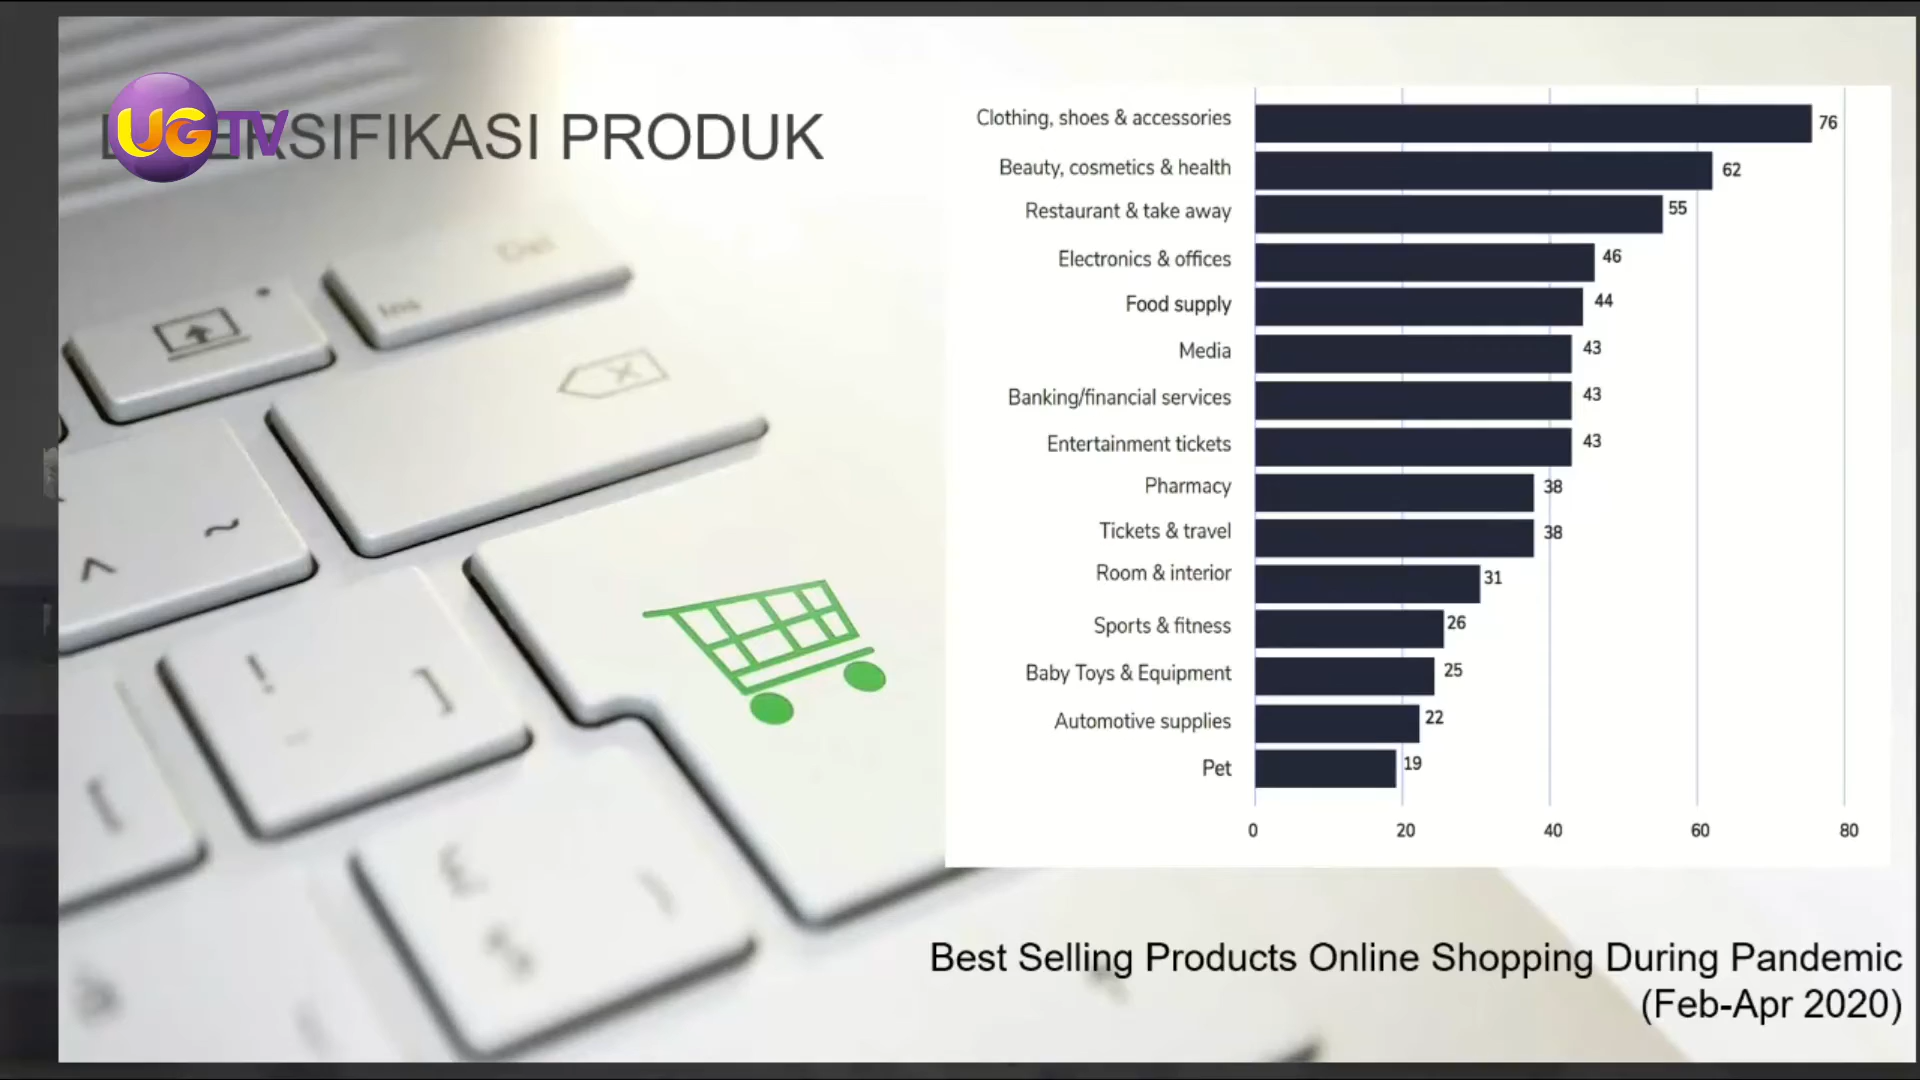 UGTV
DIVERSIFIKASI PRODUK
Clothing, shoes & accessories 76
Beauty, cosmetics & health 62
Restaurant & take away 55
Electronics & offices 46
Food supply 44
Media 43
Banking/financial services 43
Entertainment tickets 43
Pharmacy 38
Tickets & travel 38
Room & interior 31
Sports & fitness 26
Baby Toys & Equipment 25
Automotive supplies 22
Pet 19
0 20 40 60 80
Best Selling Products Online Shopping During Pandemic
(Feb-Apr 2020)
Del
Ins